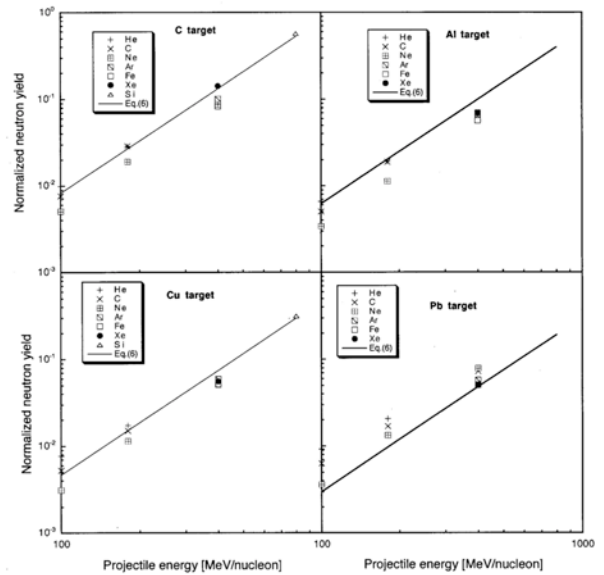 C target
Al target
He
C
Ne
Ar
Fe
Xe
Si
Eq.(6)
He
C
Ne
Ar
Fe
Xe
Eq.(6)
Normalized neutron yield
10^0
10^-1
10^-2
10^-3
Cu target
Pb target
He
C
Ne
Ar
Fe
Xe
Si
Eq.(6)
He
C
Ne
Ar
Fe
Xe
Eq.(6)
Normalized neutron yield
10^-1
10^-2
10^-3
100
100
1000
Projectile energy [MeV/nucleon]
Projectile energy [MeV/nucleon]